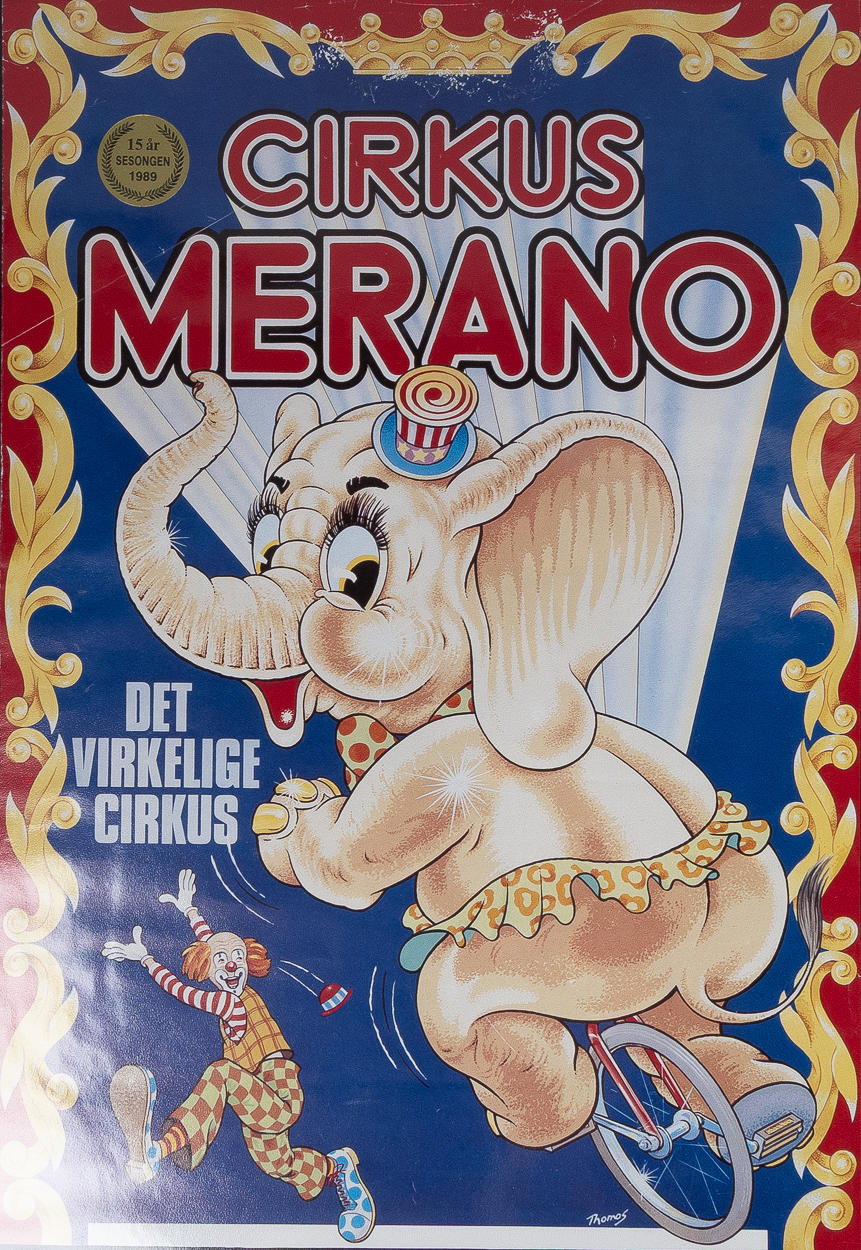 15 år
SESONGEN
1989
CIRKUS
MERANO
DET
VIRKELIGE
CIRKUS
Thomas